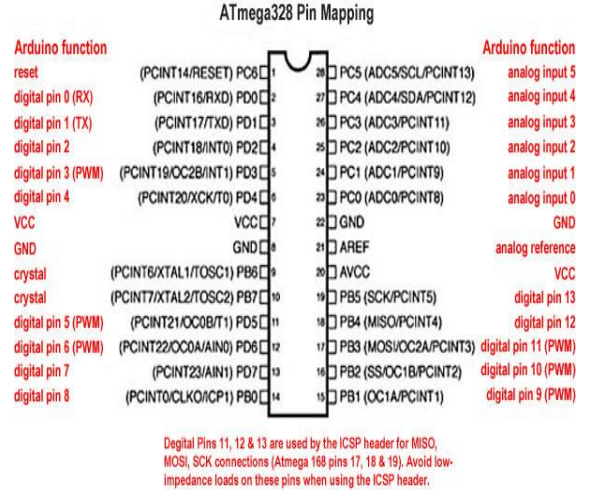 ATmega328 Pin Mapping
Arduino function Arduino function
reset (PCINT14/RESET) PC6 1 28 PC5 (ADC5/SCL/PCINT13) analog input 5
digital pin 0 (RX) (PCINT16/RXD) PD0 2 27 PC4 (ADC4/SDA/PCINT12) analog input 4
digital pin 1 (TX) (PCINT17/TXD) PD1 3 26 PC3 (ADC3/PCINT11) analog input 3
digital pin 2 (PCINT18/INT0) PD2 4 25 PC2 (ADC2/PCINT10) analog input 2
digital pin 3 (PWM) (PCINT19/OC2B/INT1) PD3 5 24 PC1 (ADC1/PCINT9) analog input 1
digital pin 4 (PCINT20/XCK/T0) PD4 6 23 PC0 (ADC0/PCINT8) analog input 0
VCC VCC 7 22 GND GND
GND GND 8 21 AREF analog reference
crystal (PCINT6/XTAL1/TOSC1) PB6 9 20 AVCC VCC
crystal (PCINT7/XTAL2/TOSC2) PB7 10 19 PB5 (SCK/PCINT5) digital pin 13
digital pin 5 (PWM) (PCINT21/OC0B/T1) PD5 11 18 PB4 (MISO/PCINT4) digital pin 12
digital pin 6 (PWM) (PCINT22/OC0A/AIN0) PD6 12 17 PB3 (MOSI/OC2A/PCINT3) digital pin 11 (PWM)
digital pin 7 (PCINT23/AIN1) PD7 13 16 PB2 (SS/OC1B/PCINT2) digital pin 10 (PWM)
digital pin 8 (PCINT0/CLKO/ICP1) PB0 14 15 PB1 (OC1A/PCINT1) digital pin 9 (PWM)
Degital Pins 11, 12 & 13 are used by the ICSP header for MISO,
MOSI, SCK connections (Atmega 168 pins 17, 18 & 19). Avoid low-
impedance loads on these pins when using the ICSP header.